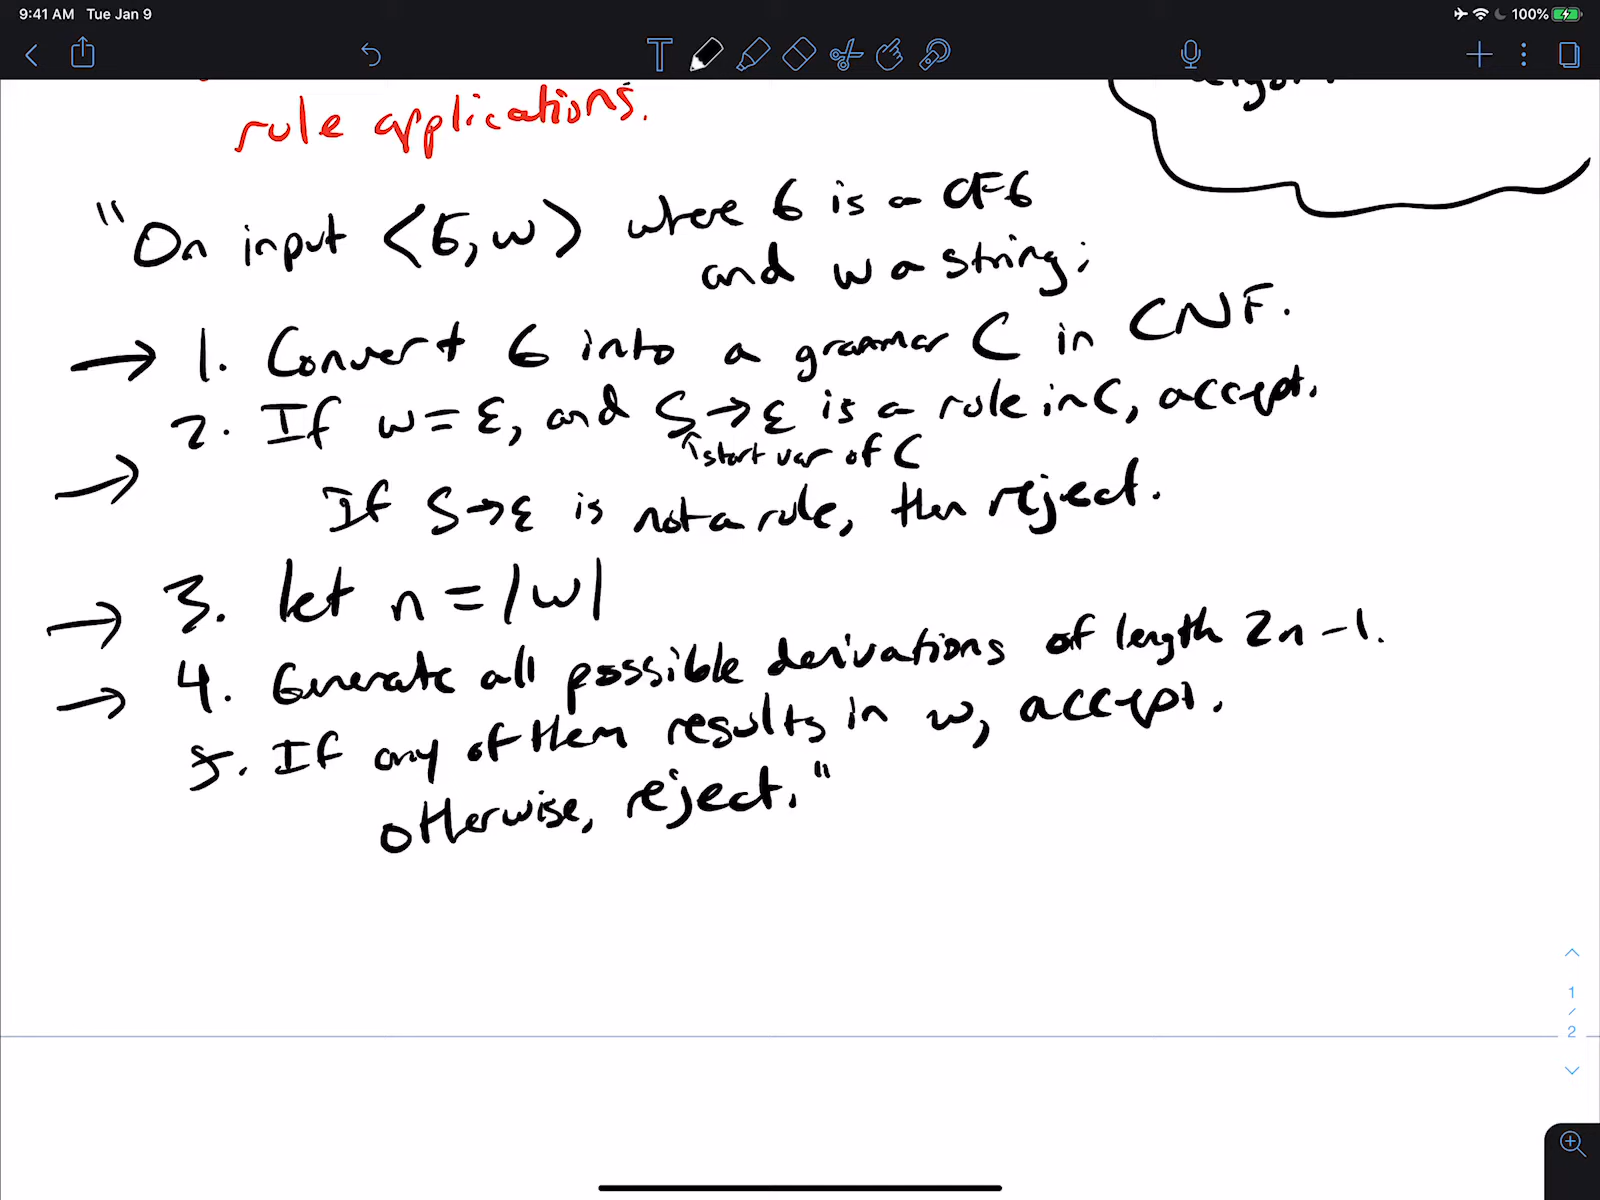 9:41 AM Tue Jan 9
100%
rule applications.
"On input <G, w> where G is a CFG
and w a string;
→ 1. Convert G into a grammar C in CNF.
2. If w = ε, and S → ε is a rule in C, accept.
↑ start var of C
→ If S → ε is not a rule, then reject.
→ 3. let n = |w|
→ 4. Generate all possible derivations of length 2n - 1.
5. If any of them results in w, accept.
otherwise, reject."
1
/
2